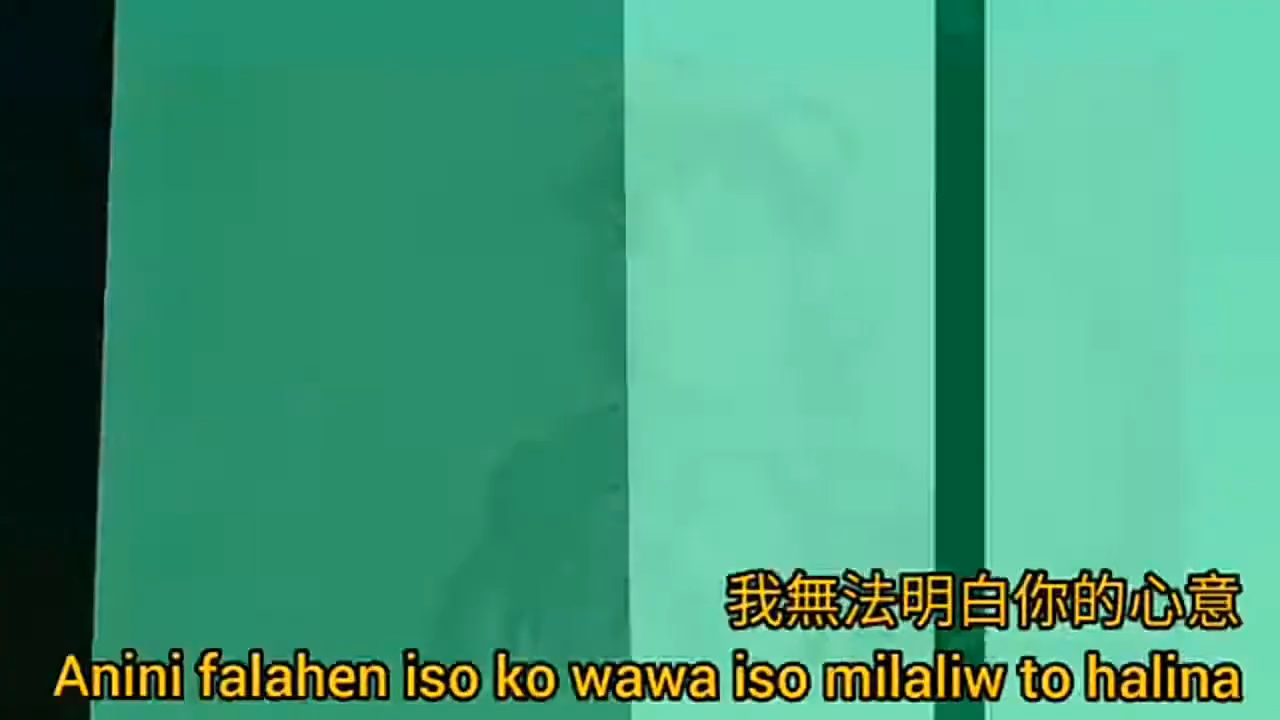 我無法明白你的心意
Anini falahen iso ko wawa iso milaliw to halina